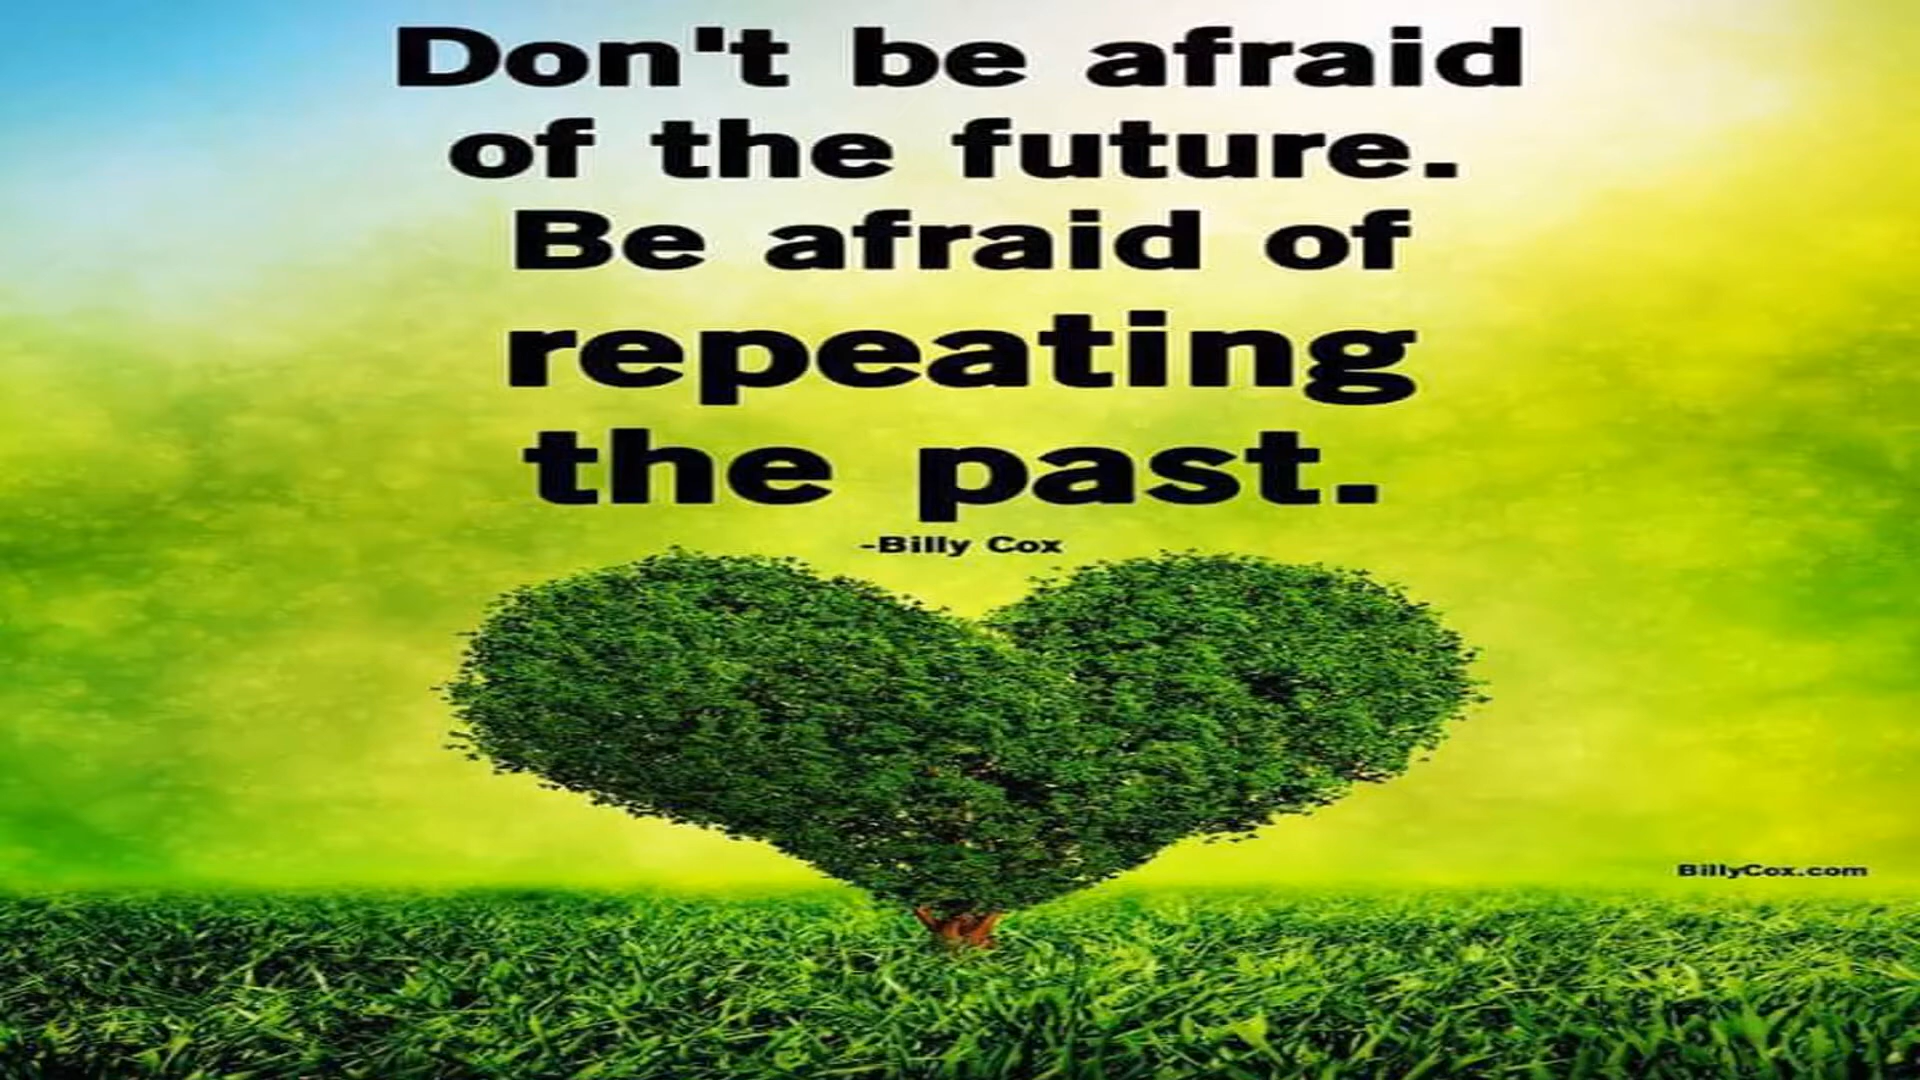 Don't be afraid
of the future.
Be afraid of
repeating
the past.
-Billy Cox
BillyCox.com